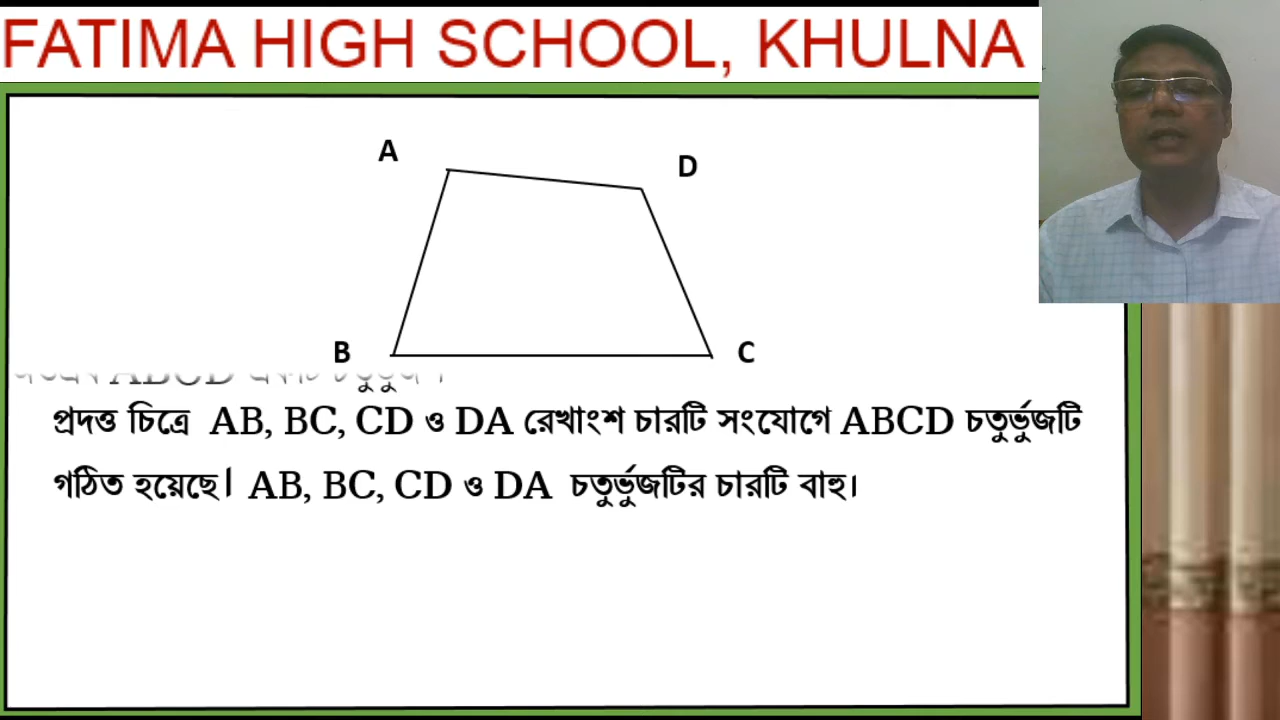 FATIMA HIGH SCHOOL, KHULNA
A
D
B
C
ABCD
প্রদত্ত চিত্রে AB, BC, CD ও DA রেখাংশ চারটি সংযোগে ABCD চতুর্ভুজটি
গঠিত হয়েছে। AB, BC, CD ও DA চতুর্ভুজটির চারটি বাহু।